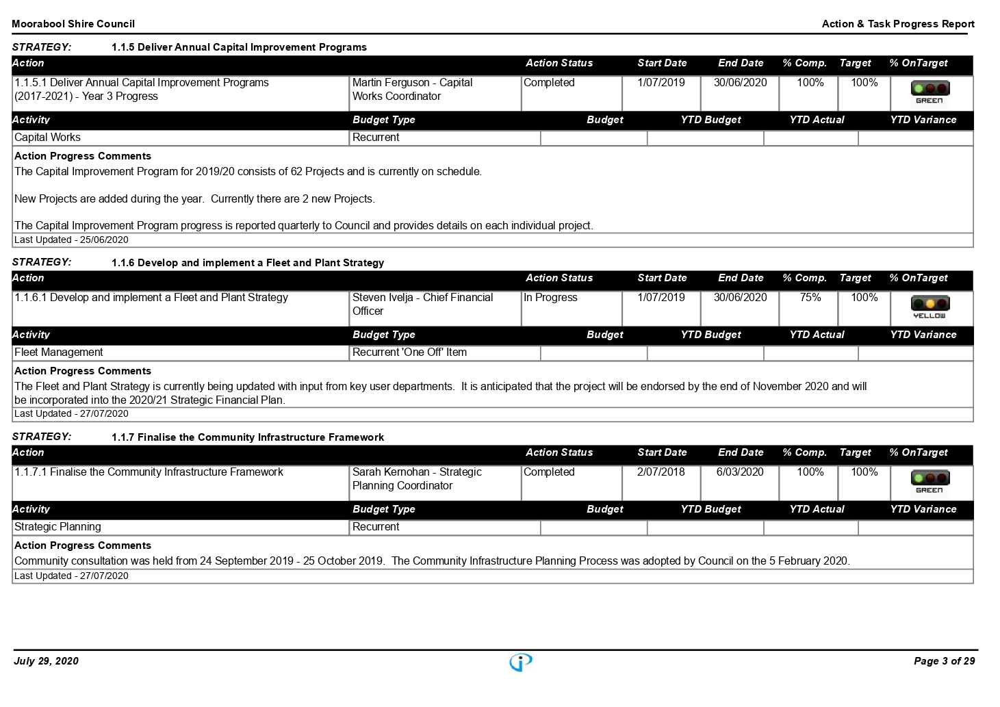 Moorabool Shire Council Action & Task Progress Report
STRATEGY: 1.1.5 Deliver Annual Capital Improvement Programs
Action Action Status Start Date End Date % Comp. Target % OnTarget
1.1.5.1 Deliver Annual Capital Improvement Programs Martin Ferguson - Capital Completed 1/07/2019 30/06/2020 100% 100%
(2017-2021) - Year 3 Progress Works Coordinator GREEN
Activity Budget Type Budget YTD Budget YTD Actual YTD Variance
Capital Works Recurrent
Action Progress Comments
The Capital Improvement Program for 2019/20 consists of 62 Projects and is currently on schedule.
New Projects are added during the year. Currently there are 2 new Projects.
The Capital Improvement Program progress is reported quarterly to Council and provides details on each individual project.
Last Updated - 25/06/2020
STRATEGY: 1.1.6 Develop and implement a Fleet and Plant Strategy
Action Action Status Start Date End Date % Comp. Target % OnTarget
1.1.6.1 Develop and implement a Fleet and Plant Strategy Steven Ivelja - Chief Financial In Progress 1/07/2019 30/06/2020 75% 100%
Officer YELLOW
Activity Budget Type Budget YTD Budget YTD Actual YTD Variance
Fleet Management Recurrent 'One Off' Item
Action Progress Comments
The Fleet and Plant Strategy is currently being updated with input from key user departments. It is anticipated that the project will be endorsed by the end of November 2020 and will
be incorporated into the 2020/21 Strategic Financial Plan.
Last Updated - 27/07/2020
STRATEGY: 1.1.7 Finalise the Community Infrastructure Framework
Action Action Status Start Date End Date % Comp. Target % OnTarget
1.1.7.1 Finalise the Community Infrastructure Framework Sarah Kernohan - Strategic Completed 2/07/2018 6/03/2020 100% 100%
Planning Coordinator GREEN
Activity Budget Type Budget YTD Budget YTD Actual YTD Variance
Strategic Planning Recurrent
Action Progress Comments
Community consultation was held from 24 September 2019 - 25 October 2019. The Community Infrastructure Planning Process was adopted by Council on the 5 February 2020.
Last Updated - 27/07/2020
July 29, 2020 Page 3 of 29